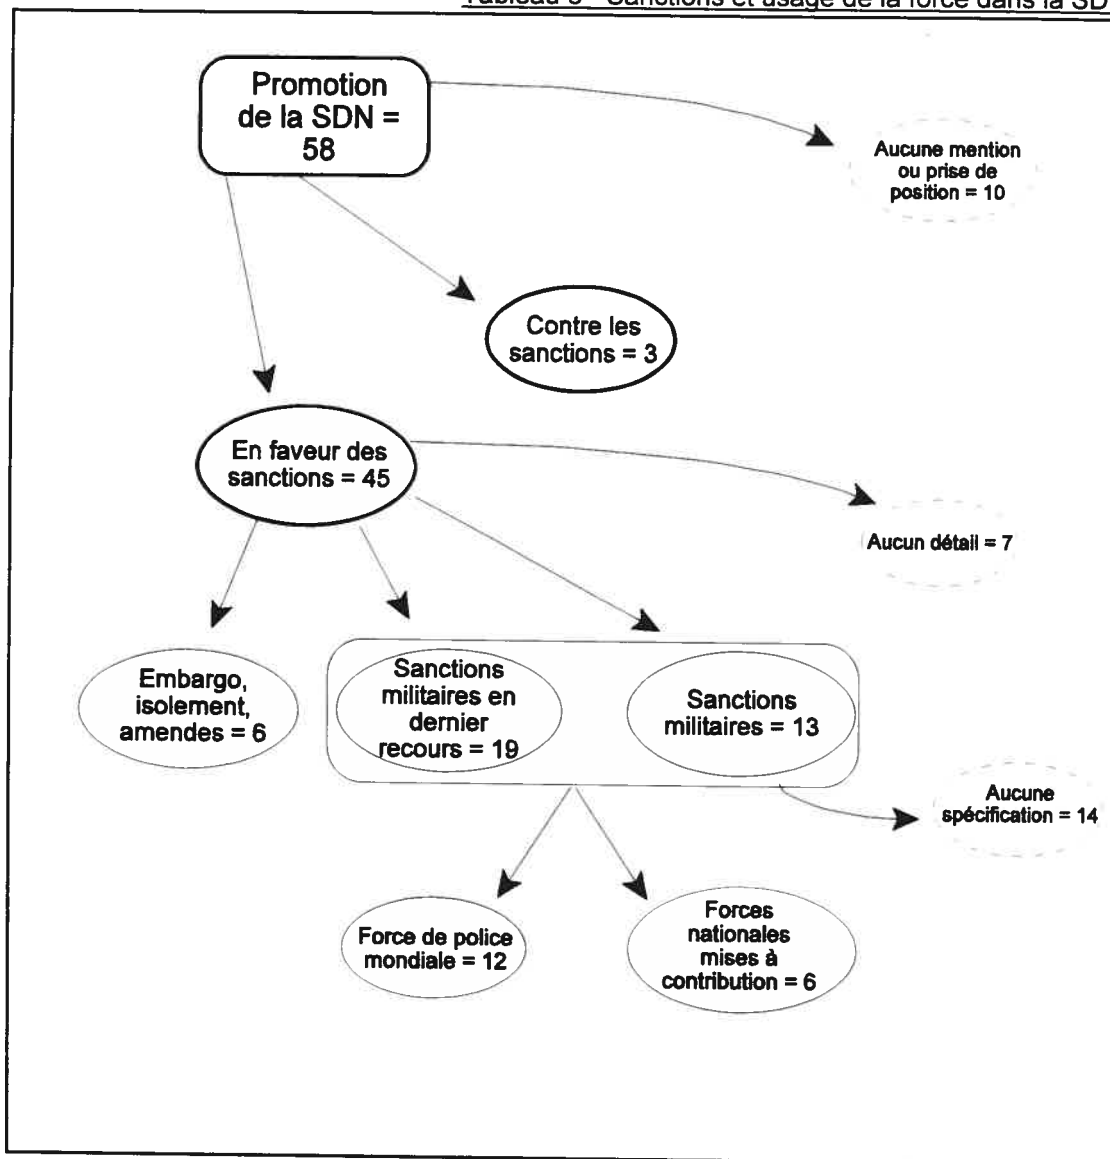 Tableau 3 - Sanctions et usage de la force dans la SD
Promotion
de la SDN =
58
Aucune mention
ou prise de
position = 10
Contre les
sanctions = 3
En faveur des
sanctions = 45
Aucun détail = 7
Embargo,
isolement,
amendes = 6
Sanctions
militaires en
dernier
recours = 19
Sanctions
militaires = 13
Aucune
spécification = 14
Force de police
mondiale = 12
Forces
nationales
mises à
contribution = 6